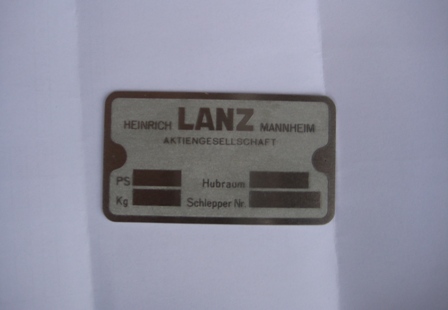 HEINRICH LANZ MANNHEIM
AKTIENGESELLSCHAFT
PS Hubraum
Kg Schlepper Nr.